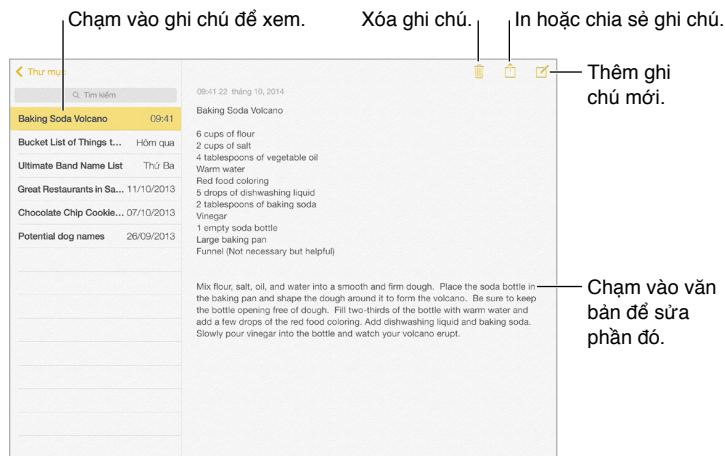 Chạm vào ghi chú để xem.
Xóa ghi chú.
In hoặc chia sẻ ghi chú.
Thêm ghi
chú mới.
Thư mục
Tìm kiếm
Baking Soda Volcano 09:41
Bucket List of Things t... Hôm qua
Ultimate Band Name List Thứ Ba
Great Restaurants in Sa... 11/10/2013
Chocolate Chip Cookie... 07/10/2013
Potential dog names 26/09/2013
09:41 22 tháng 10, 2014
Baking Soda Volcano
6 cups of flour
2 cups of salt
4 tablespoons of vegetable oil
Warm water
Red food coloring
5 drops of dishwashing liquid
2 tablespoons of baking soda
Vinegar
1 empty soda bottle
Large baking pan
Funnel (Not necessary but helpful)
Mix flour, salt, oil, and water into a smooth and firm dough. Place the soda bottle in
the baking pan and shape the dough around it to form the volcano. Be sure to keep
the bottle opening free of dough. Fill two-thirds of the bottle with warm water and
add a few drops of the red food coloring. Add dishwashing liquid and baking soda.
Slowly pour vinegar into the bottle and watch your volcano erupt.
Chạm vào văn
bản để sửa
phần đó.